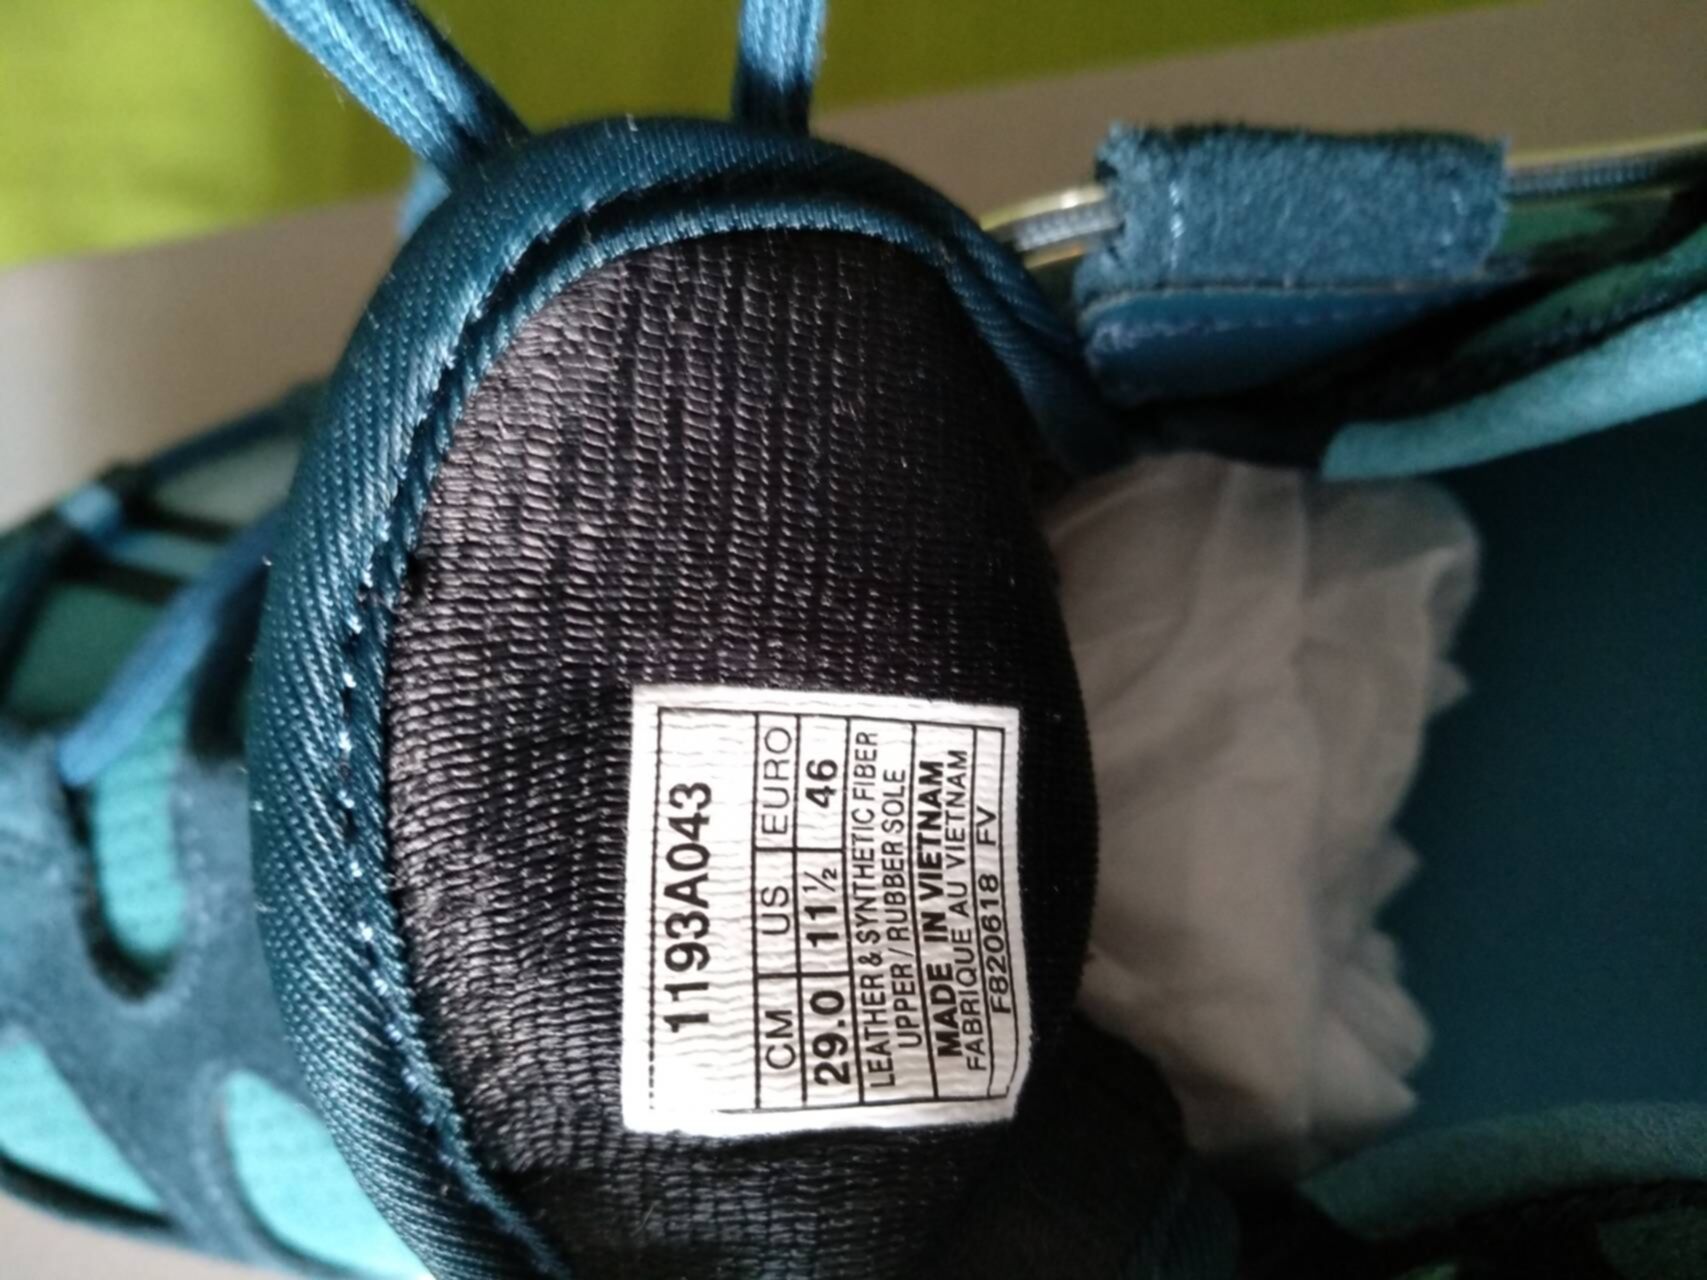 1193A043
CM US EURO
29.0 11½ 46
LEATHER & SYNTHETIC FIBER
UPPER / RUBBER SOLE
MADE IN VIETNAM
FABRIQUE AU VIETNAM
F820618 FV